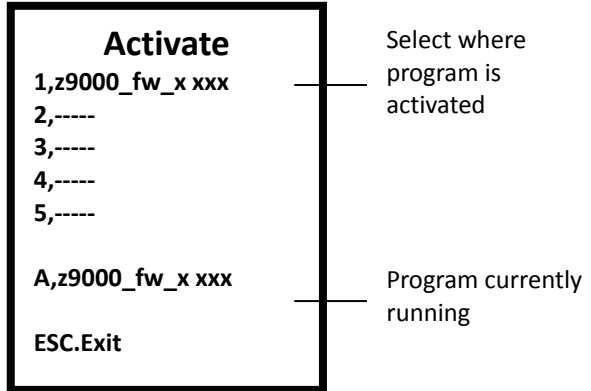 Activate
1,z9000_fw_x xxx
2,-----
3,-----
4,-----
5,-----
A,z9000_fw_x xxx
ESC.Exit
Select where
program is
activated
Program currently
running